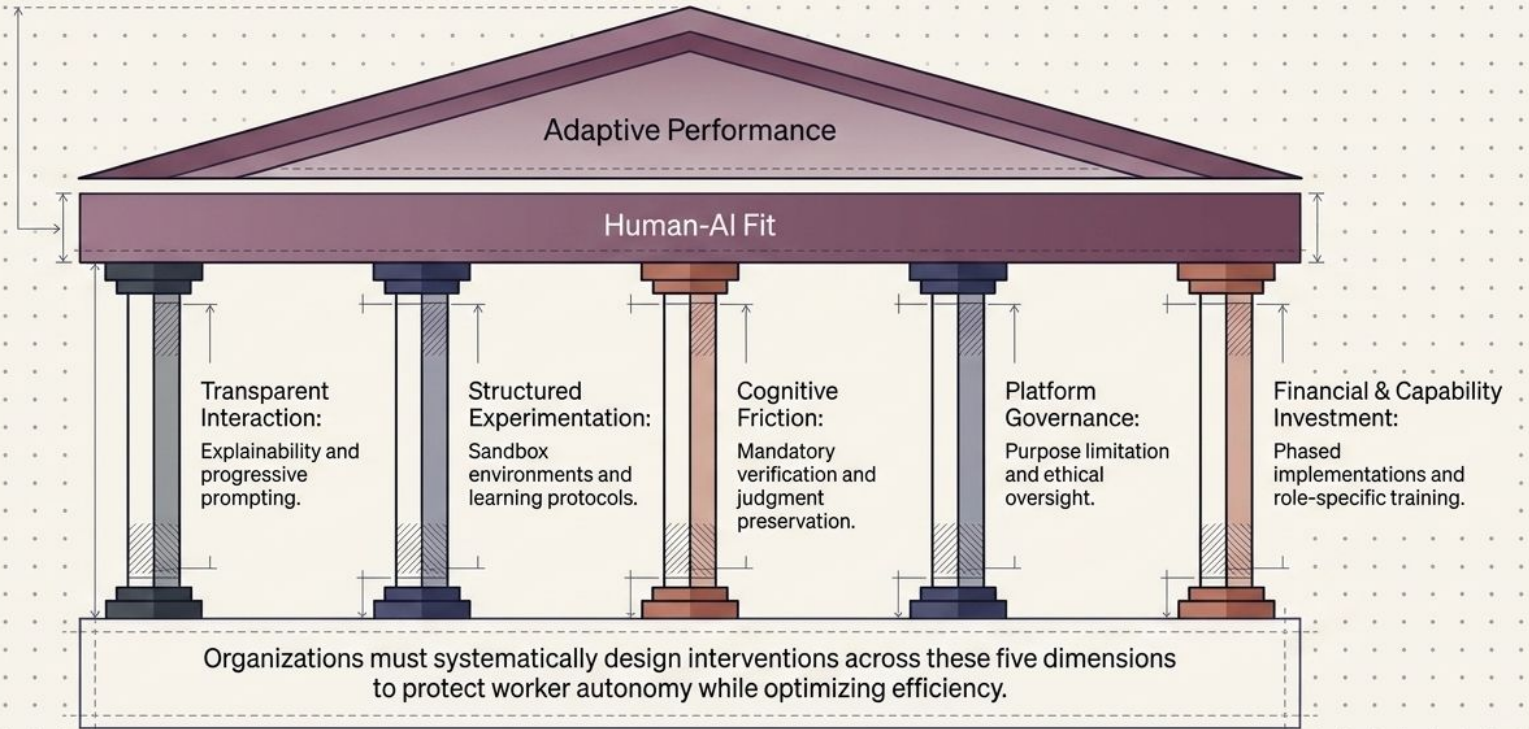 Adaptive Performance
Human-AI Fit
Transparent
Interaction:
Explainability and
progressive
prompting.
Structured
Experimentation:
Sandbox
environments and
learning protocols.
Cognitive
Friction:
Mandatory
verification and
judgment
preservation.
Platform
Governance:
Purpose limitation
and ethical
oversight.
Financial & Capability
Investment:
Phased
implementations and
role-specific training.
Organizations must systematically design interventions across these five dimensions
to protect worker autonomy while optimizing efficiency.